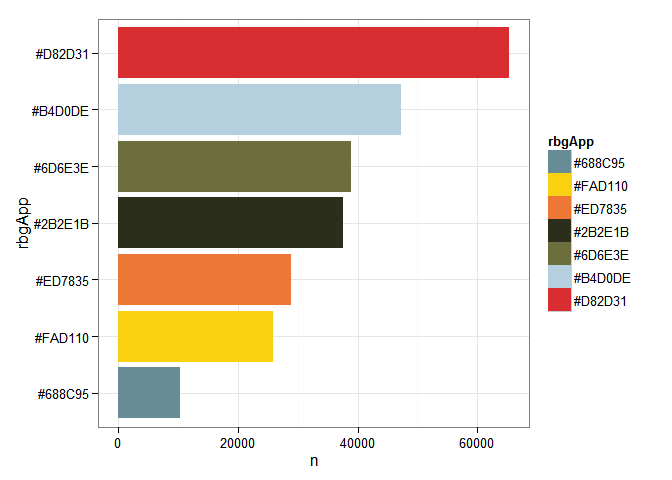 #D82D31
#B4D0DE
#6D6E3E
#2B2E1B
#ED7835
#FAD110
#688C95
rbgApp
0 20000 40000 60000
n
rbgApp
#688C95
#FAD110
#ED7835
#2B2E1B
#6D6E3E
#B4D0DE
#D82D31